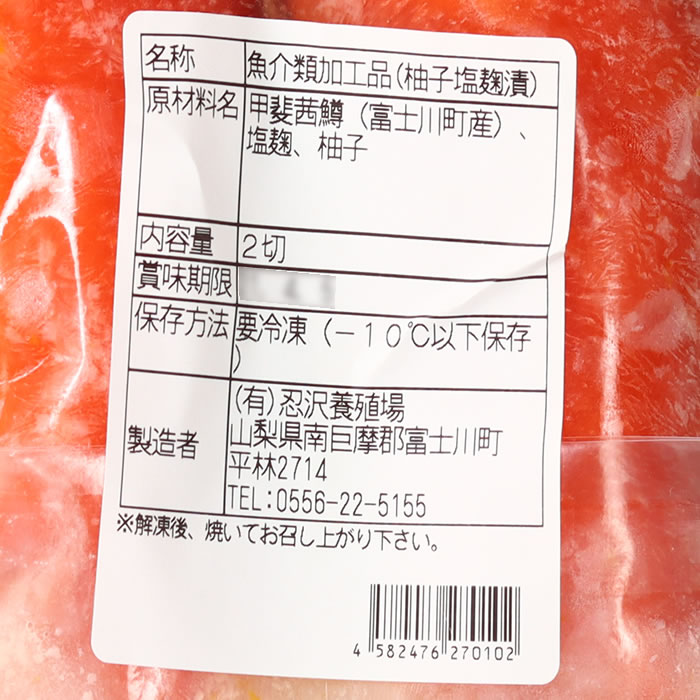 名称 魚介類加工品(柚子塩麹漬)
原材料名 甲斐茜鱒（富士川町産）、
塩麹、柚子
内容量 2切
賞味期限
保存方法 要冷凍（－１０℃以下保存
）
製造者 (有)忍沢養殖場
山梨県南巨摩郡富士川町
平林2714
TEL:0556-22-5155
※解凍後、焼いてお召し上がり下さい。
4 582476 270102